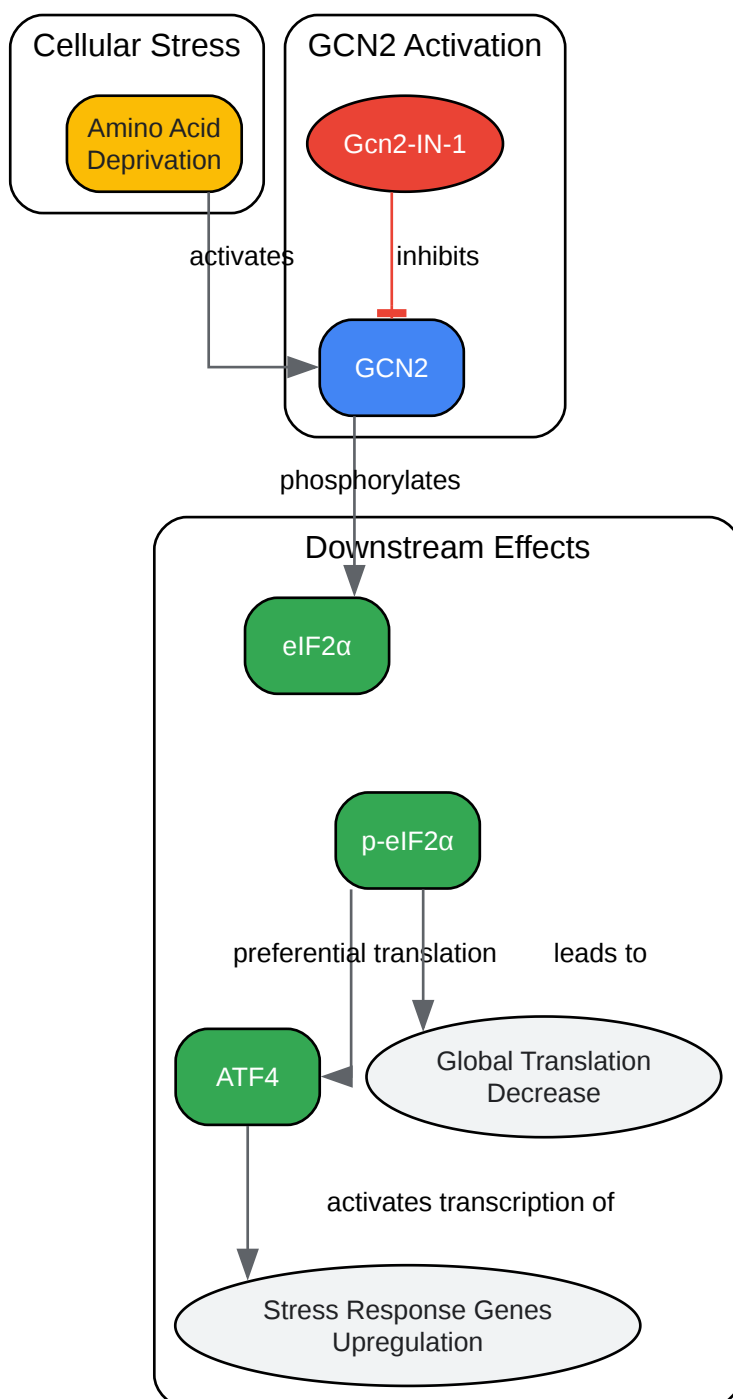 Cellular Stress
GCN2 Activation
Amino Acid
Deprivation
Gcn2-IN-1
activates
inhibits
GCN2
phosphorylates
Downstream Effects
eIF2α
p-eIF2α
preferential translation
leads to
ATF4
Global Translation
Decrease
activates transcription of
Stress Response Genes
Upregulation